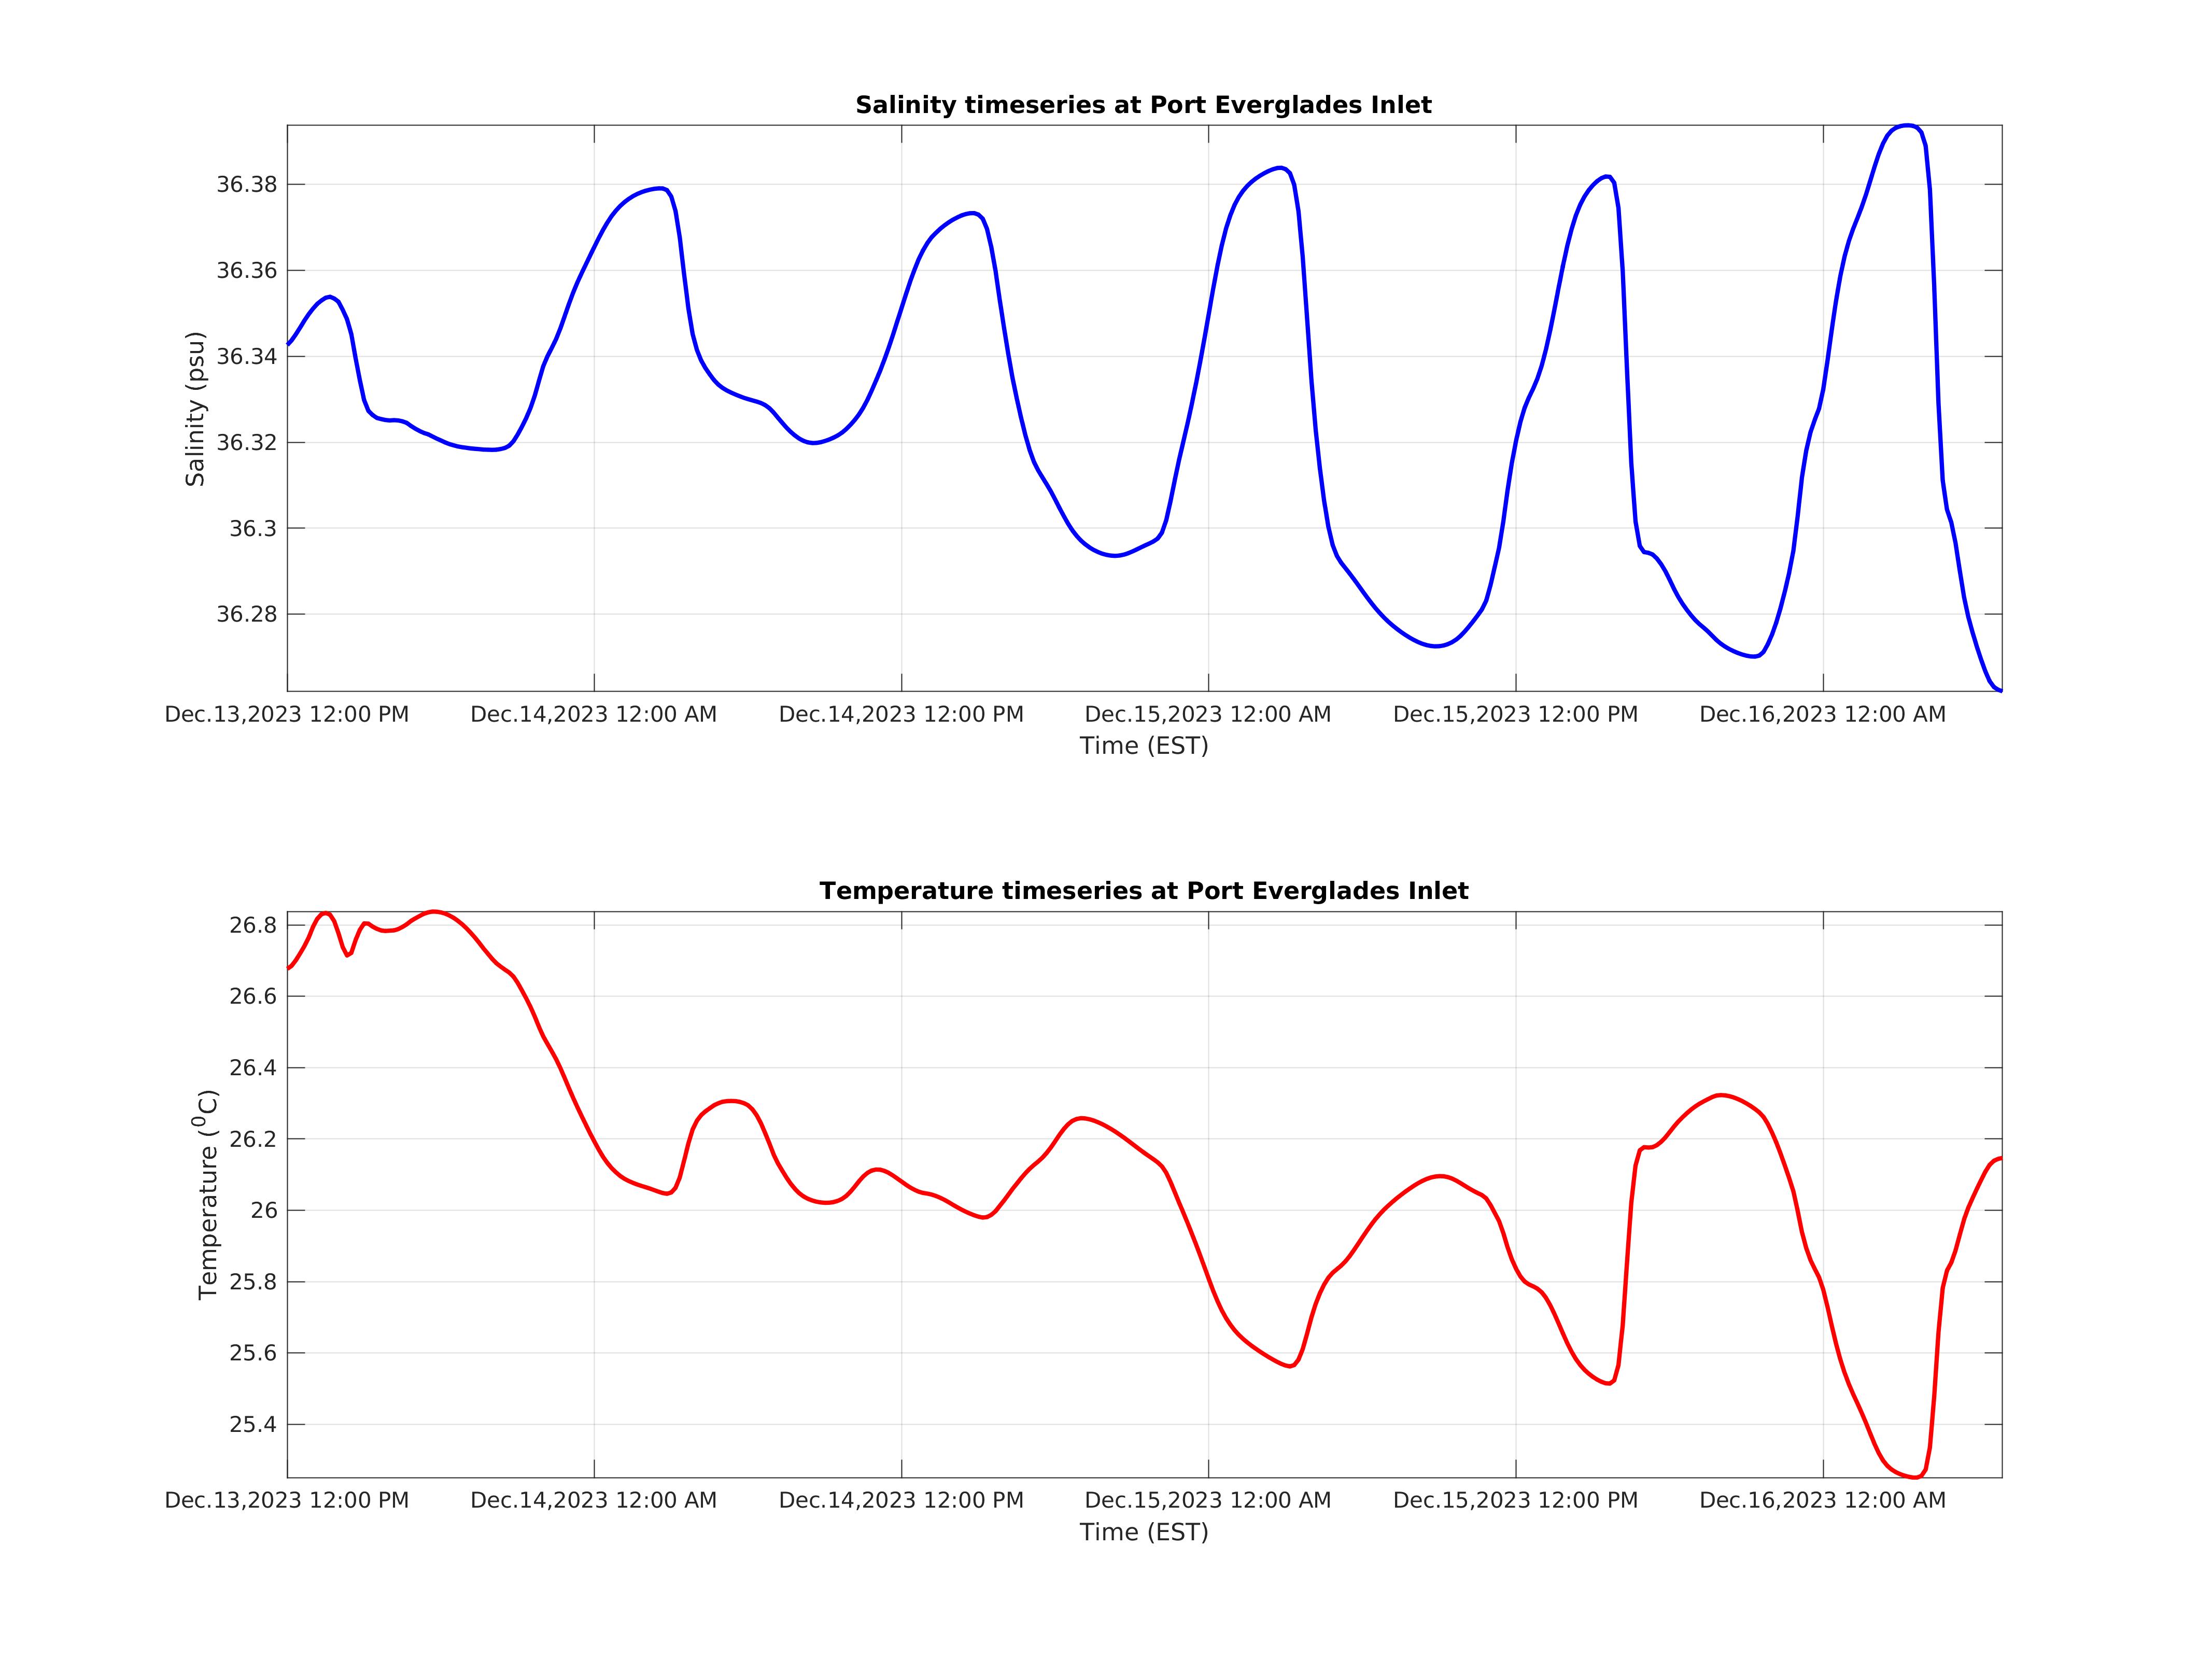 Salinity timeseries at Port Everglades Inlet
Salinity (psu)
36.38
36.36
36.34
36.32
36.3
36.28
Dec.13,2023 12:00 PM Dec.14,2023 12:00 AM Dec.14,2023 12:00 PM Dec.15,2023 12:00 AM Dec.15,2023 12:00 PM Dec.16,2023 12:00 AM
Time (EST)
Temperature timeseries at Port Everglades Inlet
Temperature (⁰C)
26.8
26.6
26.4
26.2
26
25.8
25.6
25.4
Dec.13,2023 12:00 PM Dec.14,2023 12:00 AM Dec.14,2023 12:00 PM Dec.15,2023 12:00 AM Dec.15,2023 12:00 PM Dec.16,2023 12:00 AM
Time (EST)